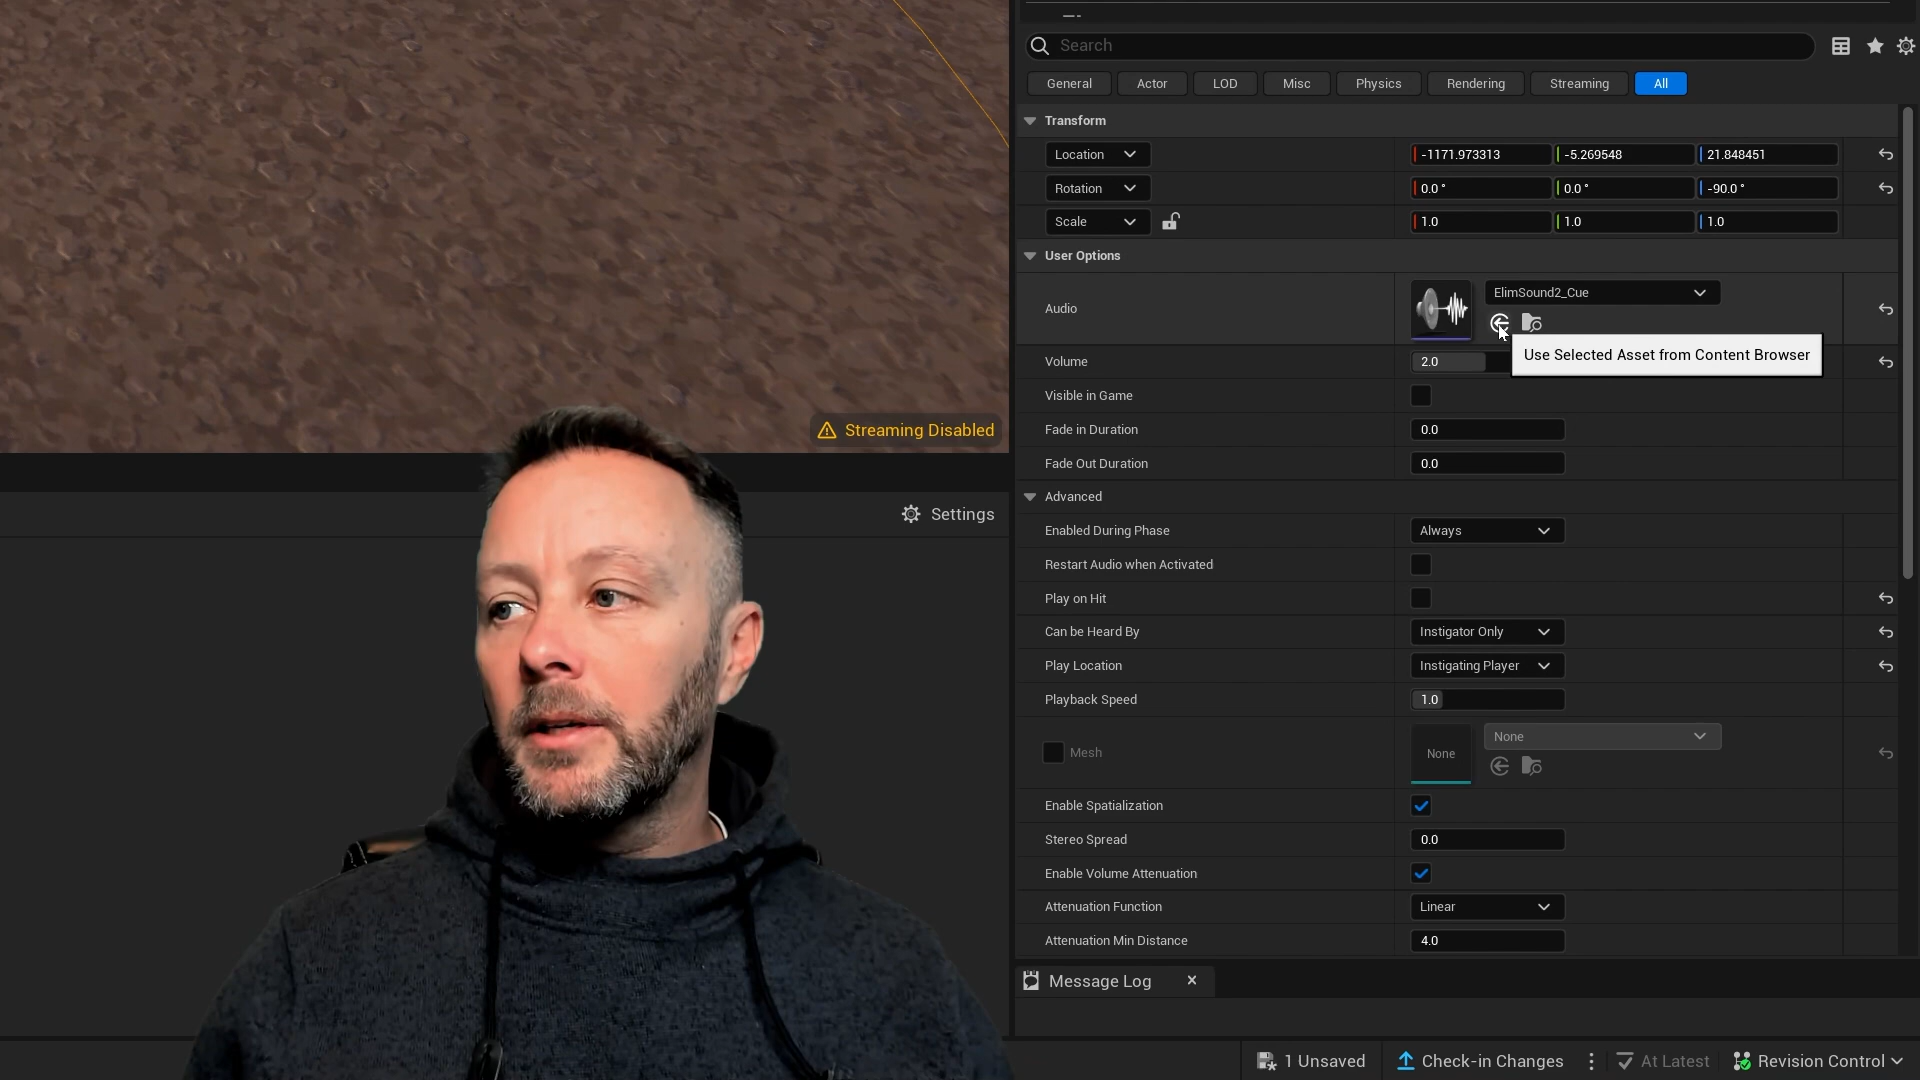 Search
General Actor LOD Misc Physics Rendering Streaming All
Transform
Location -1171.973313 -5.269548 21.848451
Rotation 0.0 ° 0.0 ° -90.0 °
Scale 1.0 1.0 1.0
User Options
Audio ElimSound2_Cue
Use Selected Asset from Content Browser
Volume 2.0
Visible in Game
Streaming Disabled
Fade in Duration 0.0
Fade Out Duration 0.0
Advanced
Settings
Enabled During Phase Always
Restart Audio when Activated
Play on Hit
Can be Heard By Instigator Only
Play Location Instigating Player
Playback Speed 1.0
Mesh None None
Enable Spatialization
Stereo Spread 0.0
Enable Volume Attenuation
Attenuation Function Linear
Attenuation Min Distance 4.0
Message Log
1 Unsaved Check-in Changes At Latest Revision Control